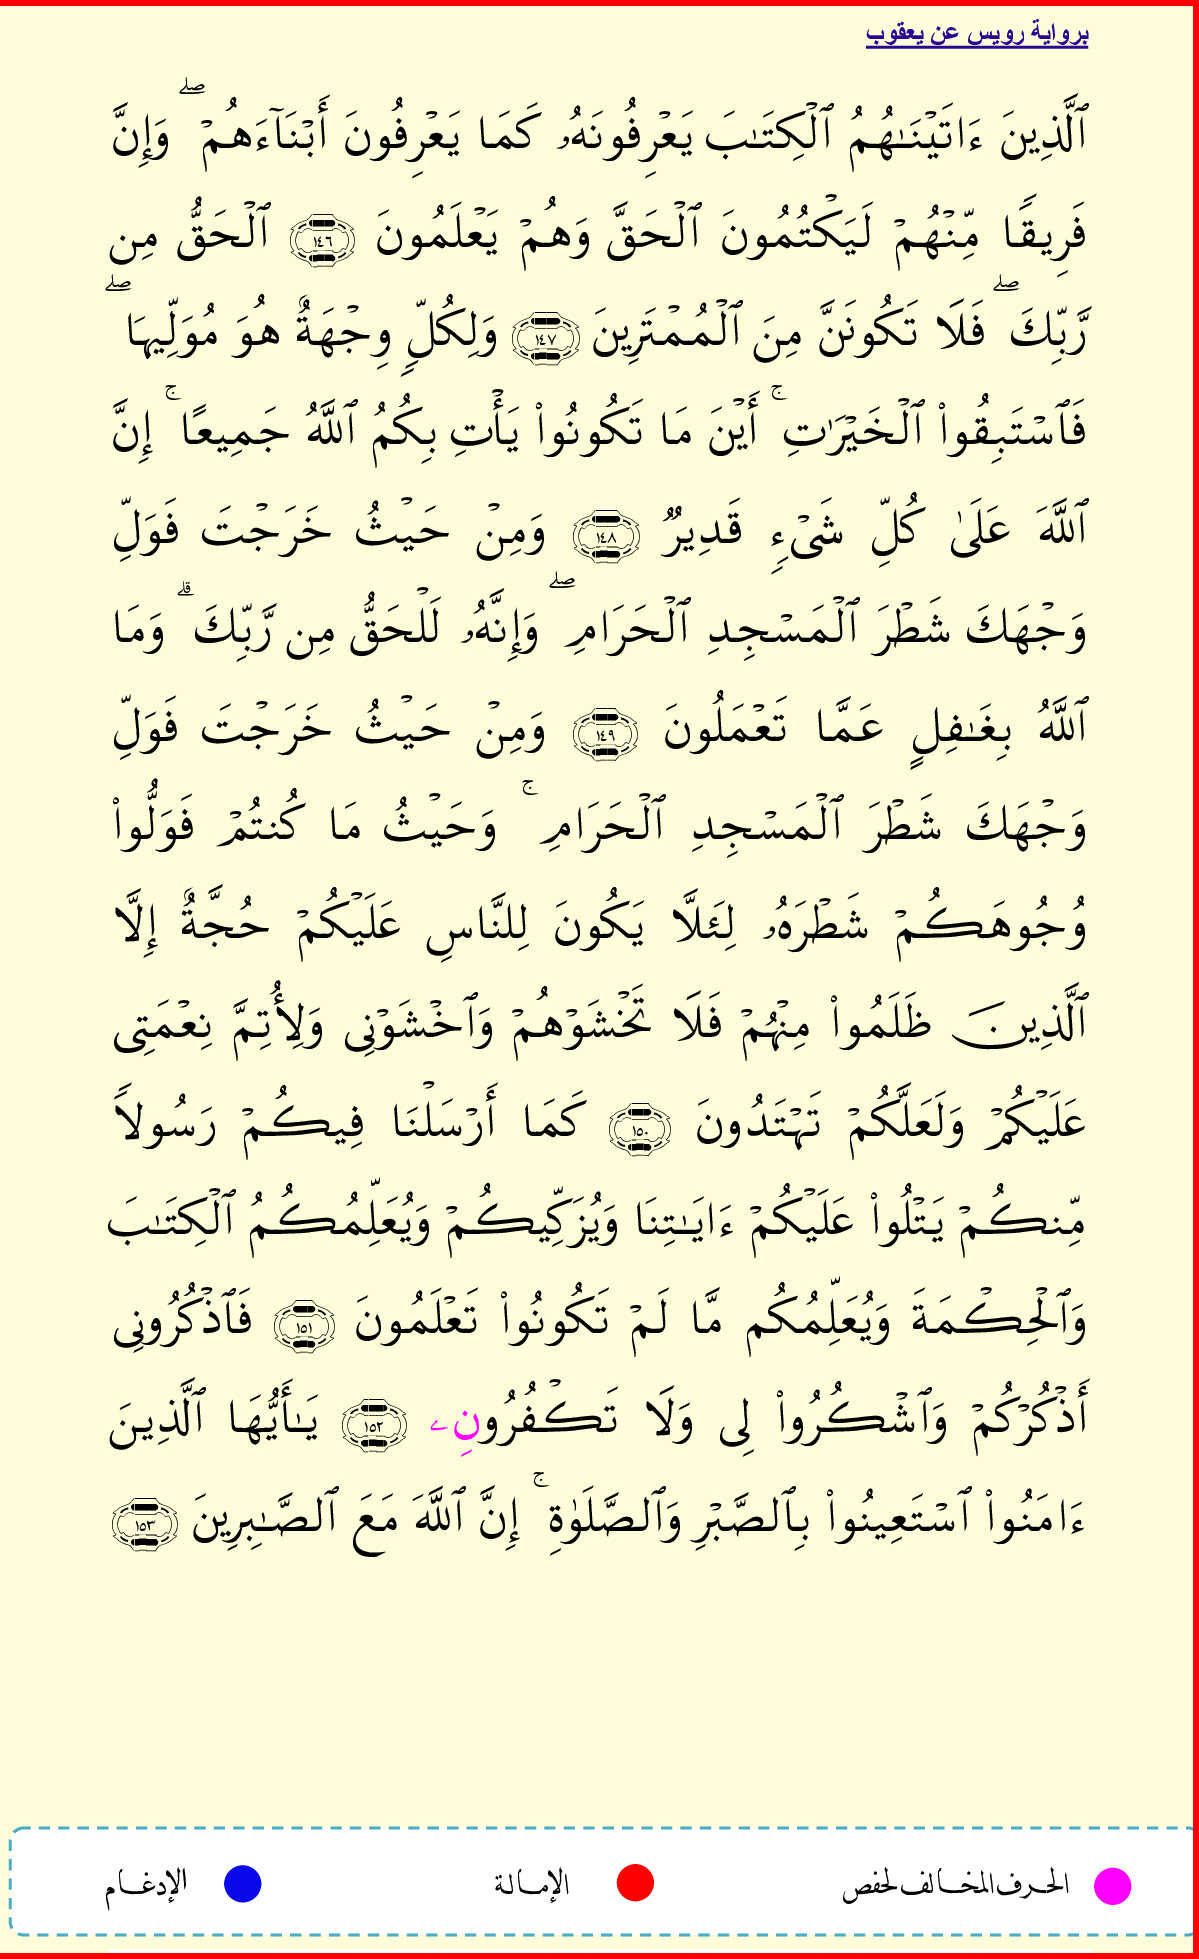 برواية رويس عن يعقوب
ٱلَّذِينَ ءَاتَيۡنَٰهُمُ ٱلۡكِتَٰبَ يَعۡرِفُونَهُۥ كَمَا يَعۡرِفُونَ أَبۡنَآءَهُمۡۖ وَإِنَّ
فَرِيقٗا مِّنۡهُمۡ لَيَكۡتُمُونَ ٱلۡحَقَّ وَهُمۡ يَعۡلَمُونَ ١٤٦ ٱلۡحَقُّ مِن
رَّبِّكَۖ فَلَا تَكُونَنَّ مِنَ ٱلۡمُمۡتَرِينَ ١٤٧ وَلِكُلّٖ وِجۡهَةٌ هُوَ مُوَلِّيهَاۖ
فَٱسۡتَبِقُواْ ٱلۡخَيۡرَٰتِۚ أَيۡنَ مَا تَكُونُواْ يَأۡتِ بِكُمُ ٱللَّهُ جَمِيعًاۚ إِنَّ
ٱللَّهَ عَلَىٰ كُلِّ شَيۡءٖ قَدِيرٞ ١٤٨ وَمِنۡ حَيۡثُ خَرَجۡتَ فَوَلِّ
وَجۡهَكَ شَطۡرَ ٱلۡمَسۡجِدِ ٱلۡحَرَامِۖ وَإِنَّهُۥ لَلۡحَقُّ مِن رَّبِّكَۗ وَمَا
ٱللَّهُ بِغَٰفِلٍ عَمَّا تَعۡمَلُونَ ١٤٩ وَمِنۡ حَيۡثُ خَرَجۡتَ فَوَلِّ
وَجۡهَكَ شَطۡرَ ٱلۡمَسۡجِدِ ٱلۡحَرَامِۚ وَحَيۡثُ مَا كُنتُمۡ فَوَلُّواْ
وُجُوهَكُمۡ شَطۡرَهُۥ لِئَلَّا يَكُونَ لِلنَّاسِ عَلَيۡكُمۡ حُجَّةٌ إِلَّا
ٱلَّذِينَ ظَلَمُواْ مِنۡهُمۡ فَلَا تَخۡشَوۡهُمۡ وَٱخۡشَوۡنِي وَلِأُتِمَّ نِعۡمَتِي
عَلَيۡكُمۡ وَلَعَلَّكُمۡ تَهۡتَدُونَ ١٥٠ كَمَا أَرۡسَلۡنَا فِيكُمۡ رَسُولٗا
مِّنكُمۡ يَتۡلُواْ عَلَيۡكُمۡ ءَايَٰتِنَا وَيُزَكِّيكُمۡ وَيُعَلِّمُكُمُ ٱلۡكِتَٰبَ
وَٱلۡحِكۡمَةَ وَيُعَلِّمُكُم مَّا لَمۡ تَكُونُواْ تَعۡلَمُونَ ١٥١ فَٱذۡكُرُونِي
أَذۡكُرۡكُمۡ وَٱشۡكُرُواْ لِي وَلَا تَكۡفُرُونِۦ ١٥٢ يَٰأَيُّهَا ٱلَّذِينَ
ءَامَنُواْ ٱسۡتَعِينُواْ بِٱلصَّبۡرِ وَٱلصَّلَوٰةِۚ إِنَّ ٱللَّهَ مَعَ ٱلصَّٰبِرِينَ ١٥٣
الحرف المخالف لحفص الإمالة الإدغام